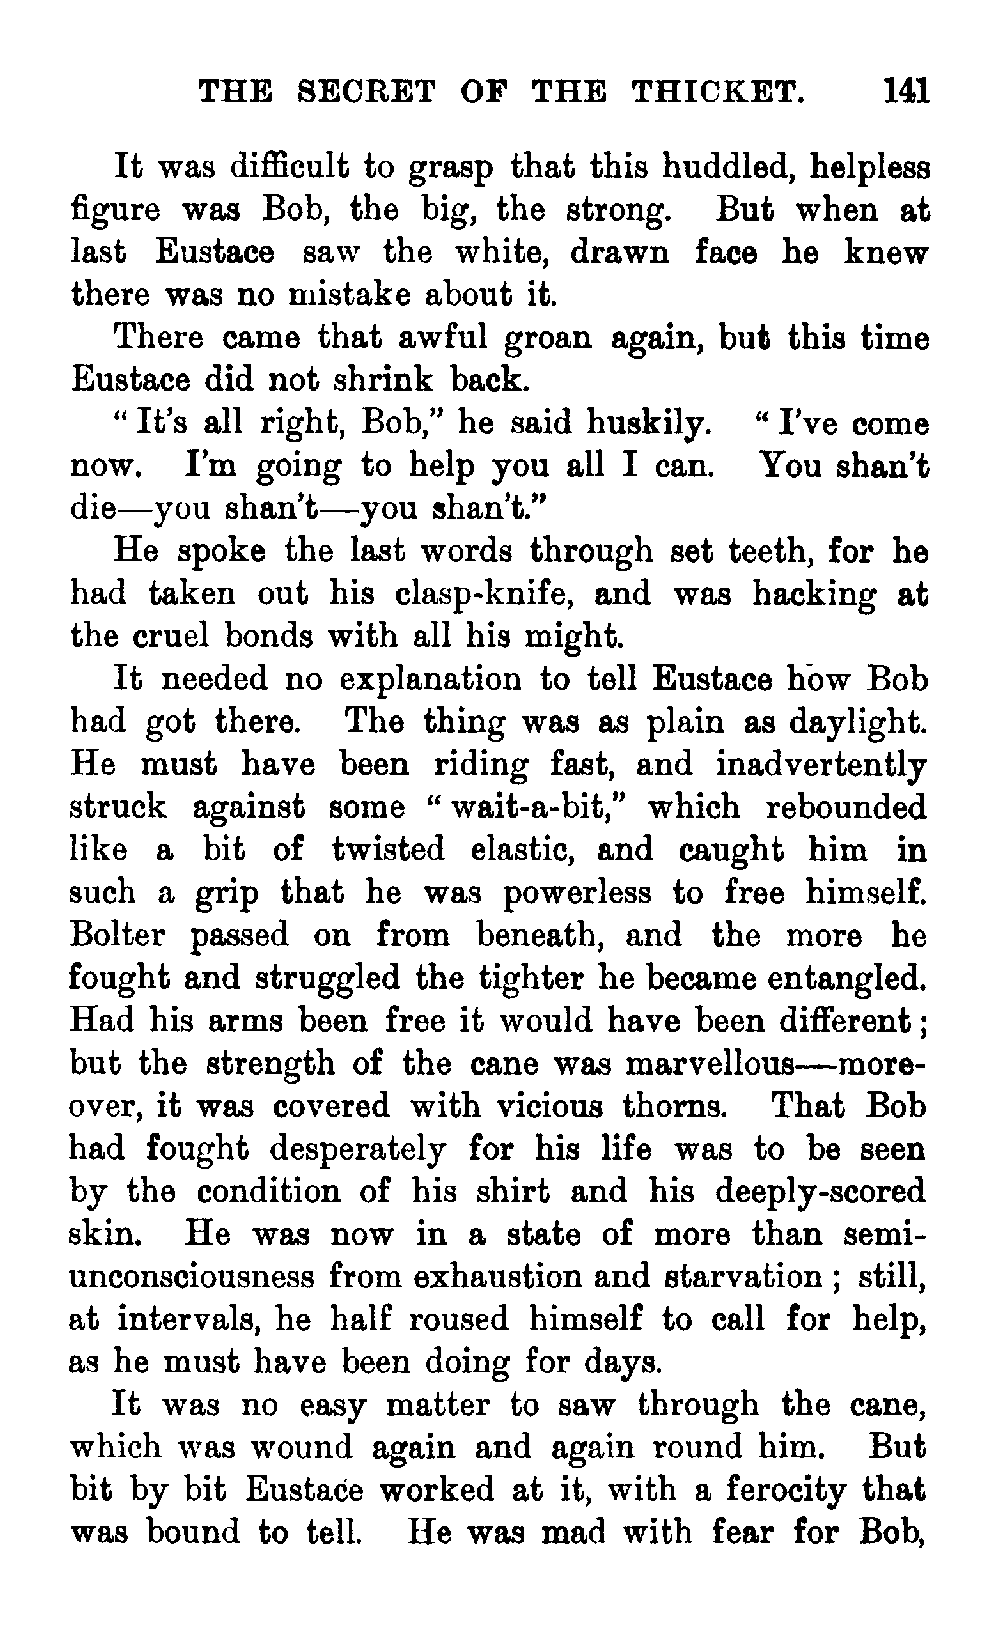 THE SECRET OF THE THICKET. 141
It was difficult to grasp that this huddled, helpless
figure was Bob, the big, the strong. But when at
last Eustace saw the white, drawn face he knew
there was no mistake about it.
There came that awful groan again, but this time
Eustace did not shrink back.
“It’s all right, Bob,” he said huskily. “I’ve come
now. I’m going to help you all I can. You shan’t
die—you shan’t—you shan’t.”
He spoke the last words through set teeth, for he
had taken out his clasp-knife, and was hacking at
the cruel bonds with all his might.
It needed no explanation to tell Eustace how Bob
had got there. The thing was as plain as daylight.
He must have been riding fast, and inadvertently
struck against some “wait-a-bit,” which rebounded
like a bit of twisted elastic, and caught him in
such a grip that he was powerless to free himself.
Bolter passed on from beneath, and the more he
fought and struggled the tighter he became entangled.
Had his arms been free it would have been different;
but the strength of the cane was marvellous—more-
over, it was covered with vicious thorns. That Bob
had fought desperately for his life was to be seen
by the condition of his shirt and his deeply-scored
skin. He was now in a state of more than semi-
unconsciousness from exhaustion and starvation; still,
at intervals, he half roused himself to call for help,
as he must have been doing for days.
It was no easy matter to saw through the cane,
which was wound again and again round him. But
bit by bit Eustace worked at it, with a ferocity that
was bound to tell. He was mad with fear for Bob,